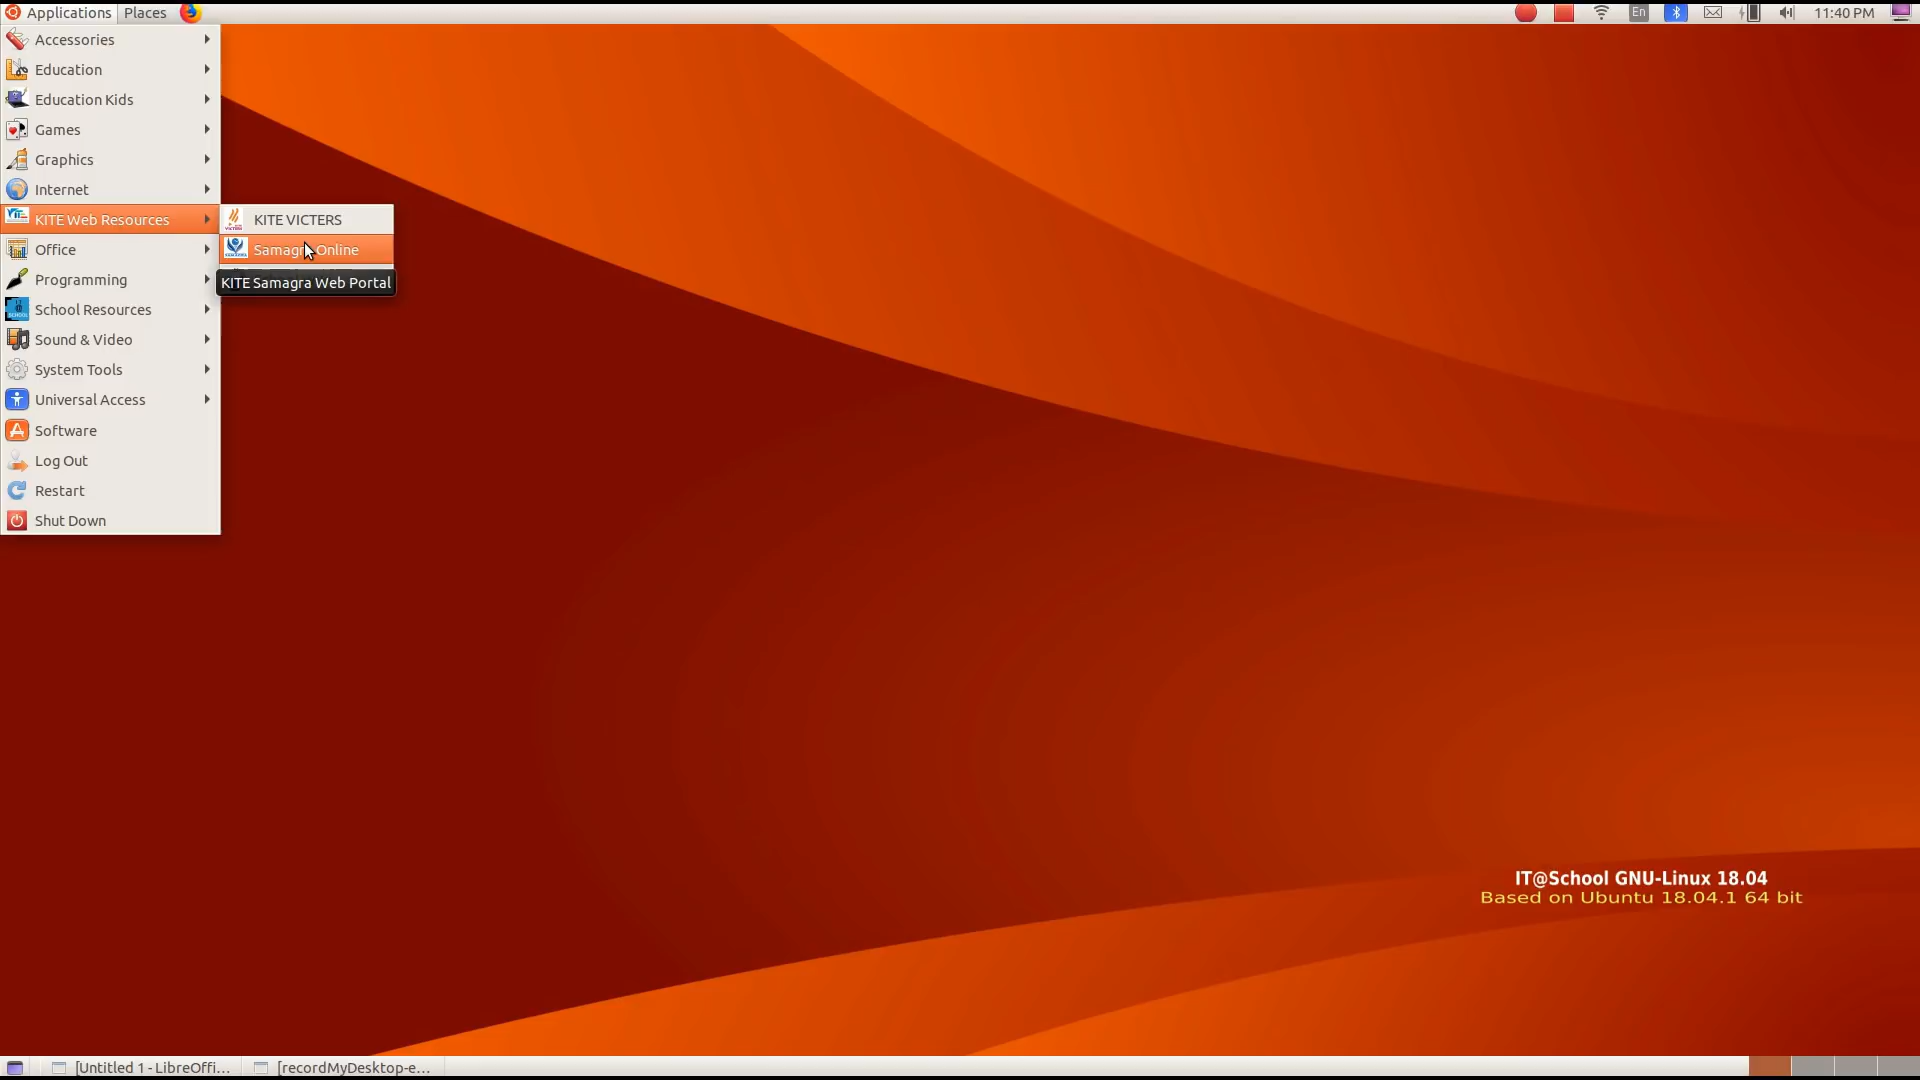 Applications Places
En
11:40 PM
Accessories
Education
Education Kids
Games
Graphics
Internet
KITE Web Resources
Office
Programming
School Resources
Sound & Video
System Tools
Universal Access
Software
Log Out
Restart
Shut Down
KITE VICTERS
Samagra Online
KITE Samagra Web Portal
IT@School GNU-Linux 18.04
Based on Ubuntu 18.04.1 64 bit
[Untitled 1 - LibreOffi...
[recordMyDesktop-e...